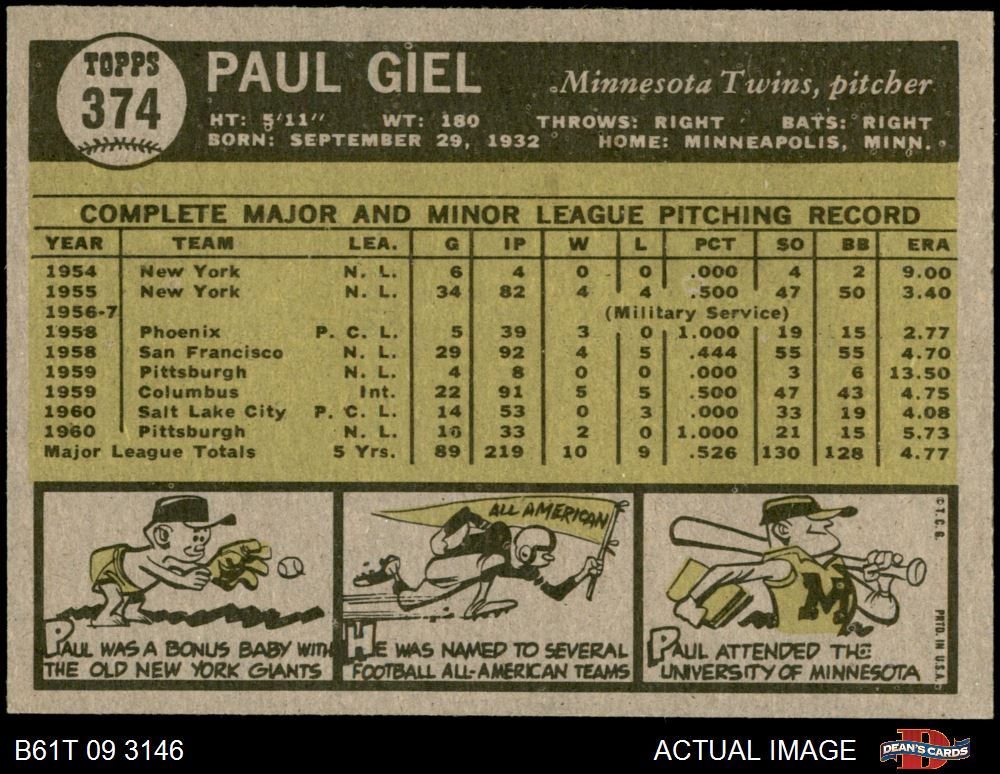 TOPPS
374
PAUL GIEL
Minnesota Twins, pitcher
HT: 5'11" WT: 180 THROWS: RIGHT BATS: RIGHT
BORN: SEPTEMBER 29, 1932 HOME: MINNEAPOLIS, MINN.
COMPLETE MAJOR AND MINOR LEAGUE PITCHING RECORD
YEAR TEAM LEA. G IP W L PCT SO BB ERA
1954 New York N. L. 6 4 0 0 .000 4 2 9.00
1955 New York N. L. 34 82 4 4 .500 47 50 3.40
1956-7 (Military Service)
1958 Phoenix P. C. L. 5 39 3 0 1.000 19 15 2.77
1958 San Francisco N. L. 29 92 4 5 .444 55 55 4.70
1959 Pittsburgh N. L. 4 8 0 0 .000 3 6 13.50
1959 Columbus Int. 22 91 5 5 .500 47 43 4.75
1960 Salt Lake City P. C. L. 14 53 0 3 .000 33 19 4.08
1960 Pittsburgh N. L. 16 33 2 0 1.000 21 15 5.73
Major League Totals 5 Yrs. 89 219 10 9 .526 130 128 4.77
PAUL WAS A BONUS BABY WITH
THE OLD NEW YORK GIANTS
ALL AMERICAN
HE WAS NAMED TO SEVERAL
FOOTBALL ALL-AMERICAN TEAMS
M
PAUL ATTENDED THE
UNIVERSITY OF MINNESOTA
© T. C. G.
PRTD. IN U.S.A.
B61T 09 3146
ACTUAL IMAGE
DEAN'S CARDS